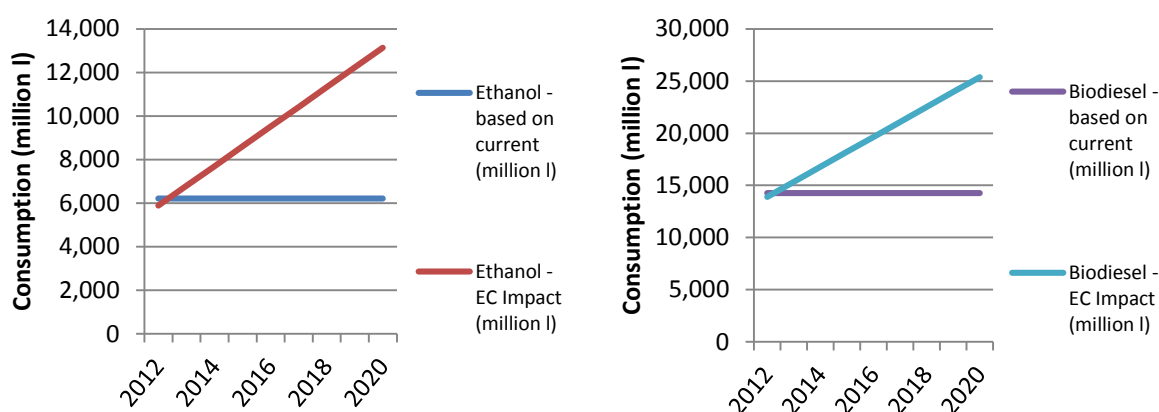 Consumption (million l)
14,000
12,000
10,000
8,000
6,000
4,000
2,000
0
2012
2014
2016
2018
2020
Ethanol -
based on
current
(million l)
Ethanol -
EC Impact
(million l)
Consumption (million l)
30,000
25,000
20,000
15,000
10,000
5,000
0
2012
2014
2016
2018
2020
Biodiesel -
based on
current
(million l)
Biodiesel -
EC Impact
(million l)